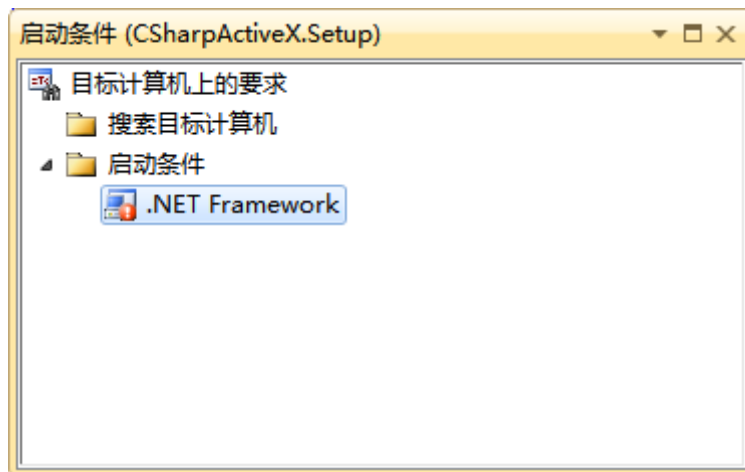 启动条件 (CSharpActiveX.Setup)
目标计算机上的要求
搜索目标计算机
启动条件
.NET Framework